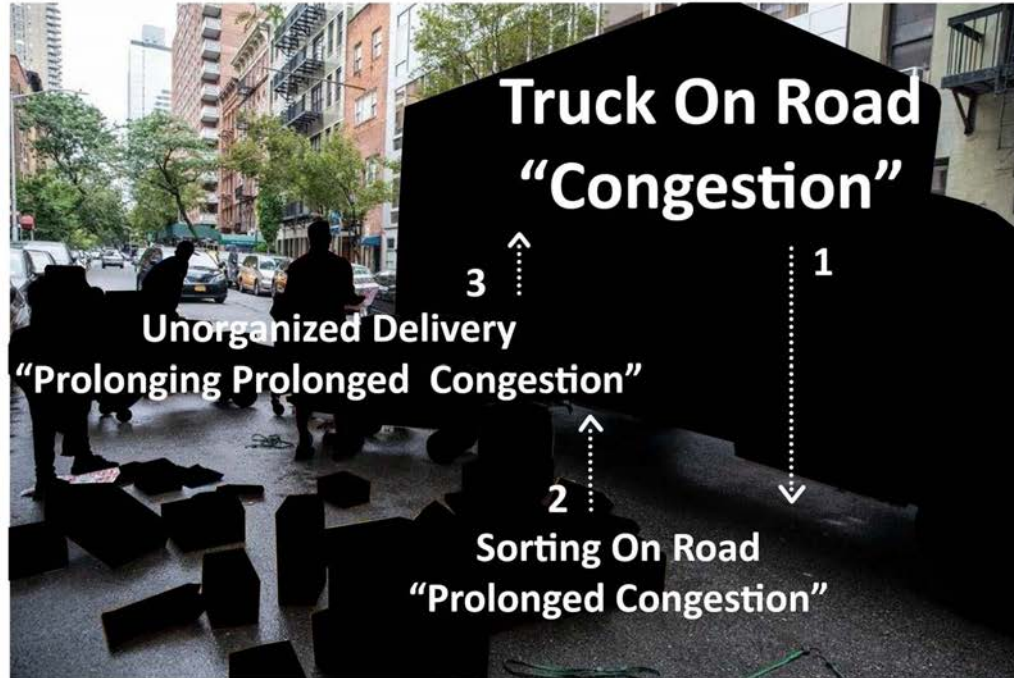 Truck On Road
“Congestion”
1
3
Unorganized Delivery
“Prolonging Prolonged Congestion”
2
Sorting On Road
“Prolonged Congestion”